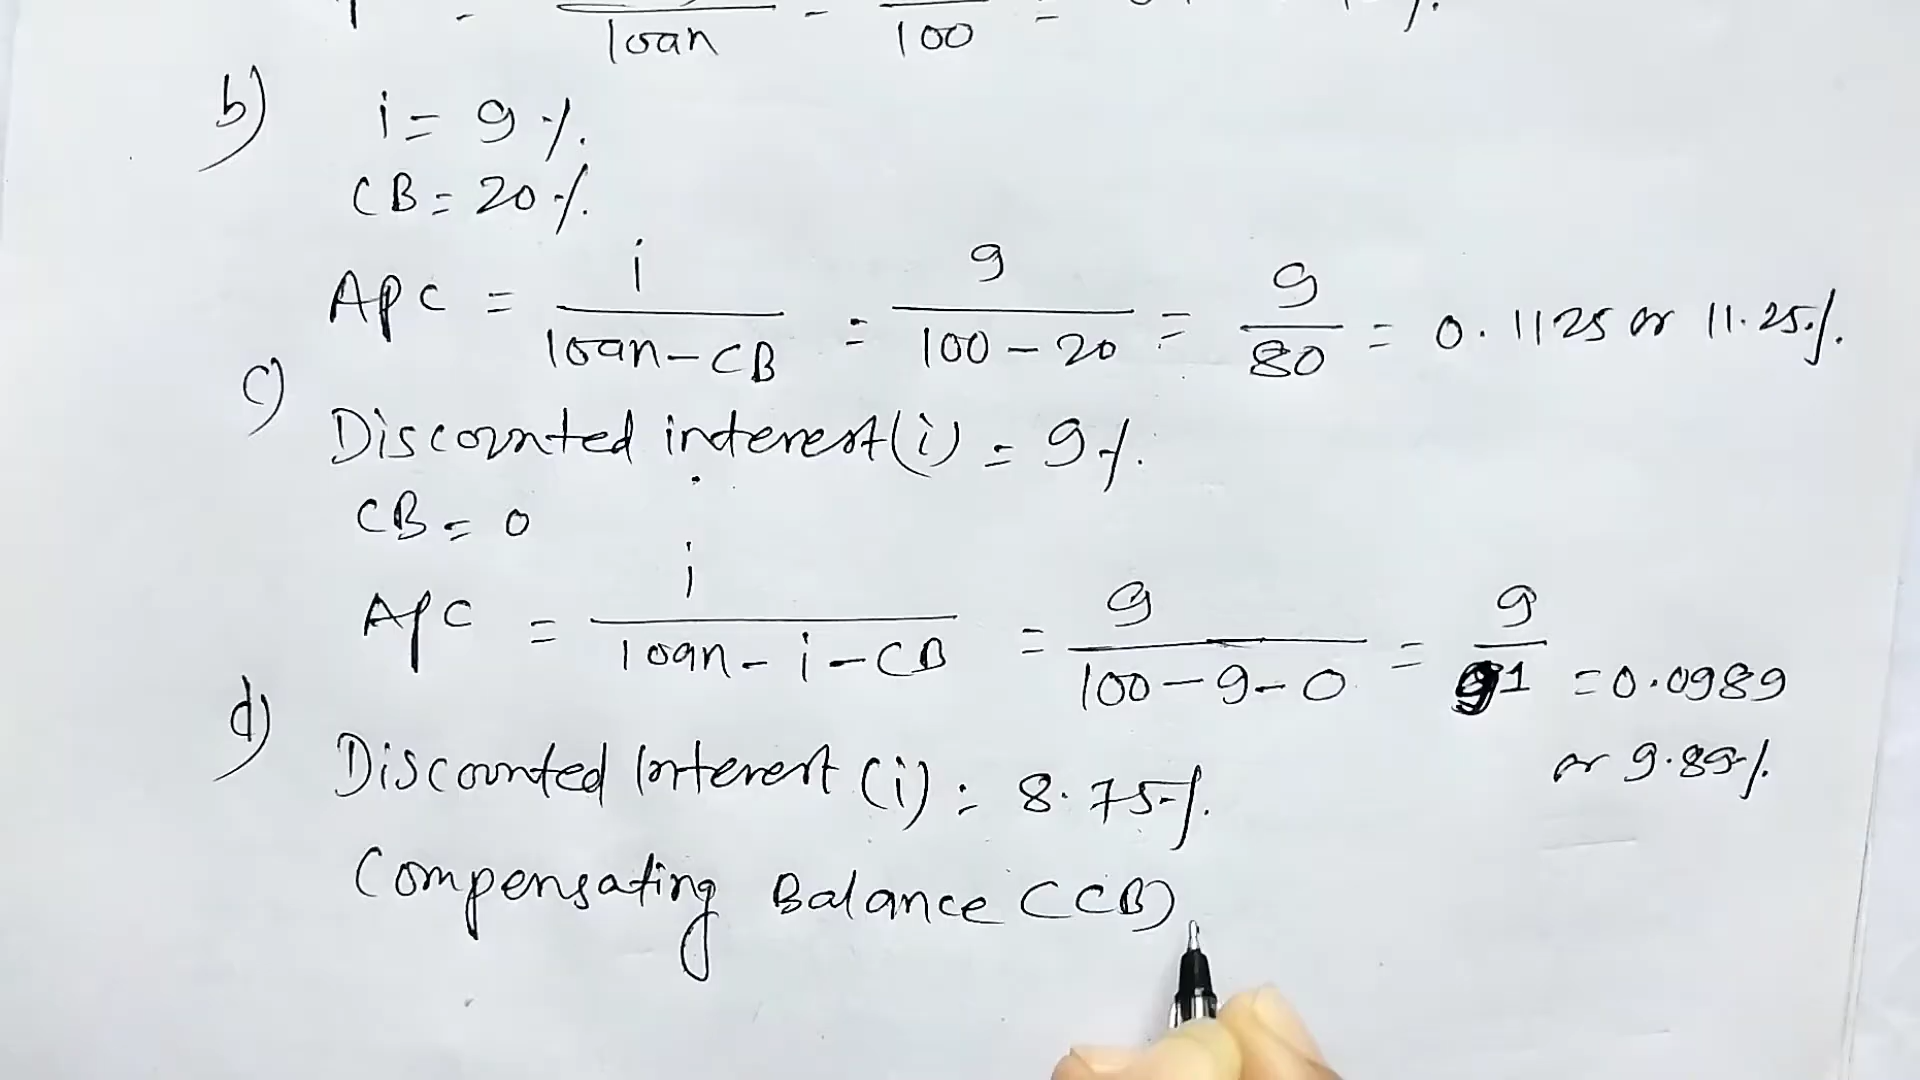 loan 100 =
b) i = 9%.
CB = 20%.
APC = i / loan - CB = 9 / 100 - 20 = 9 / 80 = 0.1125 or 11.25%.
c) Discounted interest (i) = 9%.
CB = 0
APC = i / loan - i - CB = 9 / 100 - 9 - 0 = 9 / 91 = 0.0989
or 9.89%.
d) Discounted Interest (i) = 8.75%.
Compensating Balance (CB)